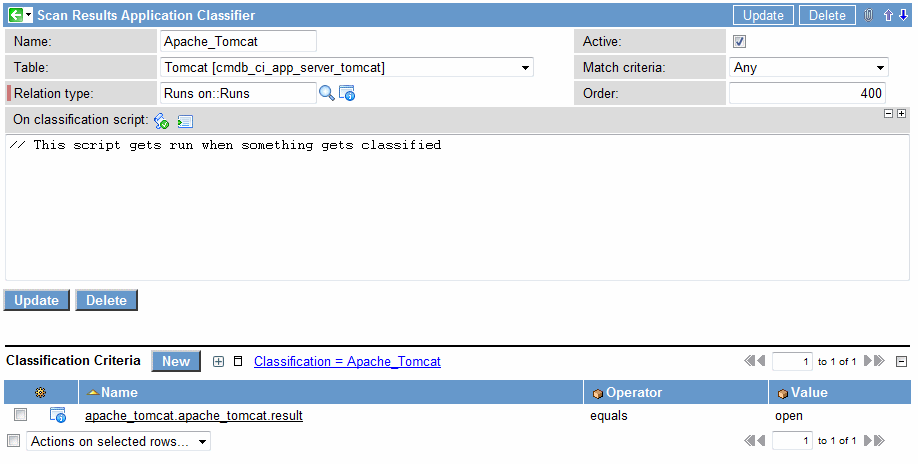 Scan Results Application Classifier Update Delete
Name: Apache_Tomcat Active:
Table: Tomcat [cmdb_ci_app_server_tomcat] Match criteria: Any
Relation type: Runs on::Runs Order: 400
On classification script:
// This script gets run when something gets classified
Update Delete
Classification Criteria New Classification = Apache_Tomcat 1 to 1 of 1
Name Operator Value
apache_tomcat.apache_tomcat.result equals open
Actions on selected rows... 1 to 1 of 1